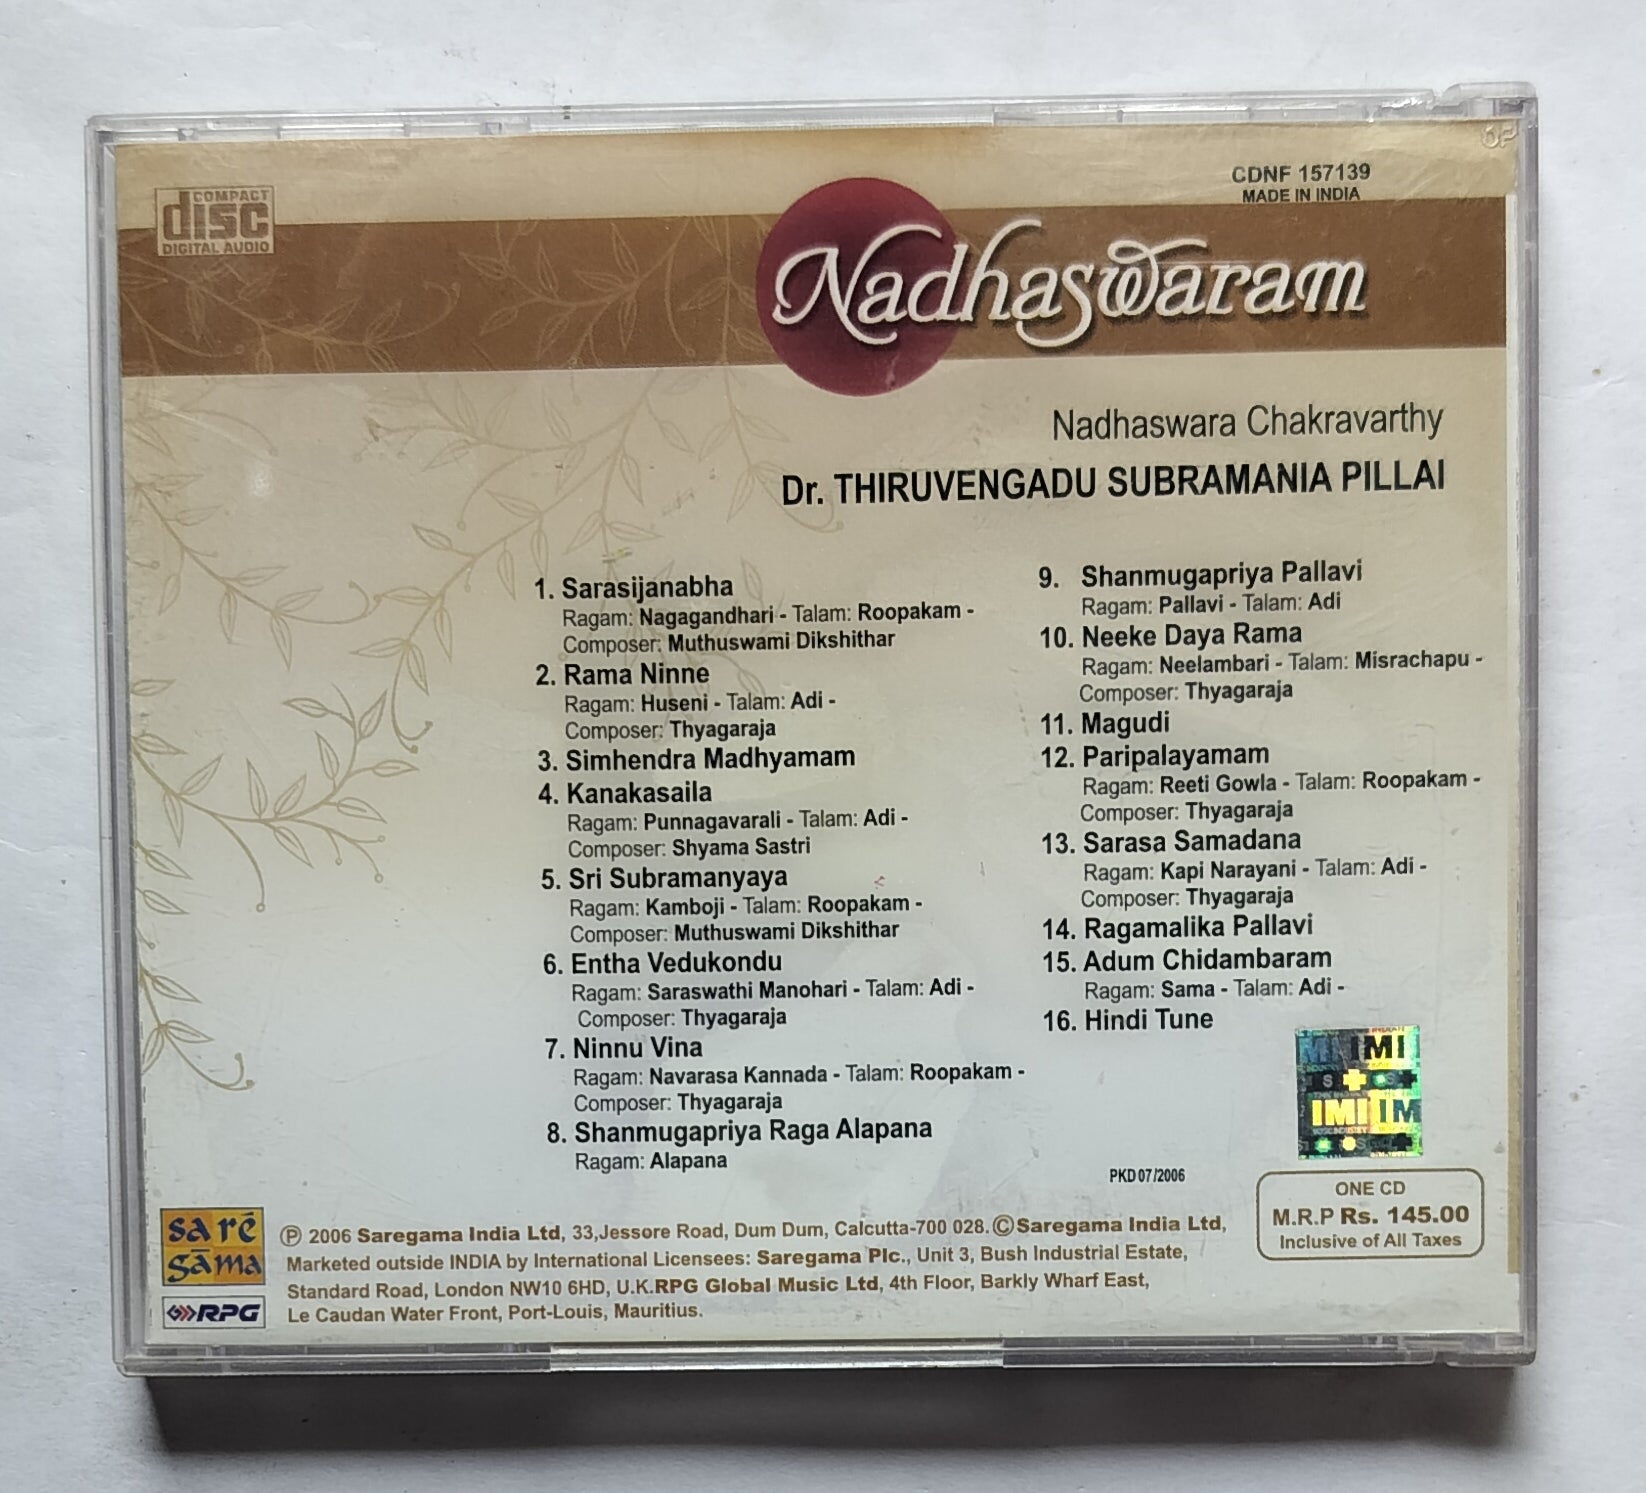 COMPACT
disc
DIGITAL AUDIO
CDNF 157139
MADE IN INDIA
Nadhaswaram
Nadhaswara Chakravarthy
Dr. THIRUVENGADU SUBRAMANIA PILLAI
1. Sarasijanabha
Ragam: Nagagandhari - Talam: Roopakam -
Composer: Muthuswami Dikshithar
2. Rama Ninne
Ragam: Huseni - Talam: Adi -
Composer: Thyagaraja
3. Simhendra Madhyamam
4. Kanakasaila
Ragam: Punnagavarali - Talam: Adi -
Composer: Shyama Sastri
5. Sri Subramanyaya
Ragam: Kamboji - Talam: Roopakam -
Composer: Muthuswami Dikshithar
6. Entha Vedukondu
Ragam: Saraswathi Manohari - Talam: Adi -
Composer: Thyagaraja
7. Ninnu Vina
Ragam: Navarasa Kannada - Talam: Roopakam -
Composer: Thyagaraja
8. Shanmugapriya Raga Alapana
Ragam: Alapana
9. Shanmugapriya Pallavi
Ragam: Pallavi - Talam: Adi
10. Neeke Daya Rama
Ragam: Neelambari - Talam: Misrachapu -
Composer: Thyagaraja
11. Magudi
12. Paripalayamam
Ragam: Reeti Gowla - Talam: Roopakam -
Composer: Thyagaraja
13. Sarasa Samadana
Ragam: Kapi Narayani - Talam: Adi -
Composer: Thyagaraja
14. Ragamalika Pallavi
15. Adum Chidambaram
Ragam: Sama - Talam: Adi -
16. Hindi Tune
IMI
IMI IM
PKD 07/2006
ONE CD
M.R.P Rs. 145.00
Inclusive of All Taxes
sa rē
gāma
RPG
Ⓟ 2006 Saregama India Ltd, 33,Jessore Road, Dum Dum, Calcutta-700 028.ⒸSaregama India Ltd,
Marketed outside INDIA by International Licensees: Saregama Plc., Unit 3, Bush Industrial Estate,
Standard Road, London NW10 6HD, U.K.RPG Global Music Ltd, 4th Floor, Barkly Wharf East,
Le Caudan Water Front, Port-Louis, Mauritius.